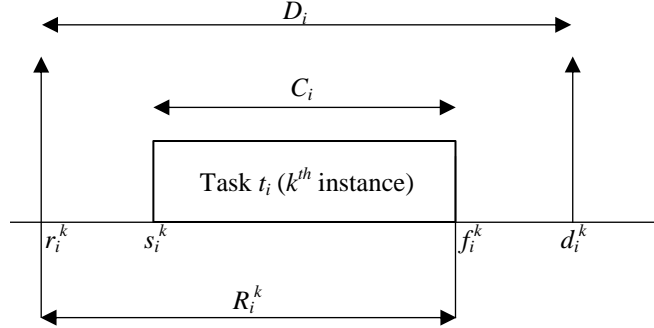 D_i
C_i
Task t_i (k^th instance)
r_i^k s_i^k f_i^k d_i^k
R_i^k